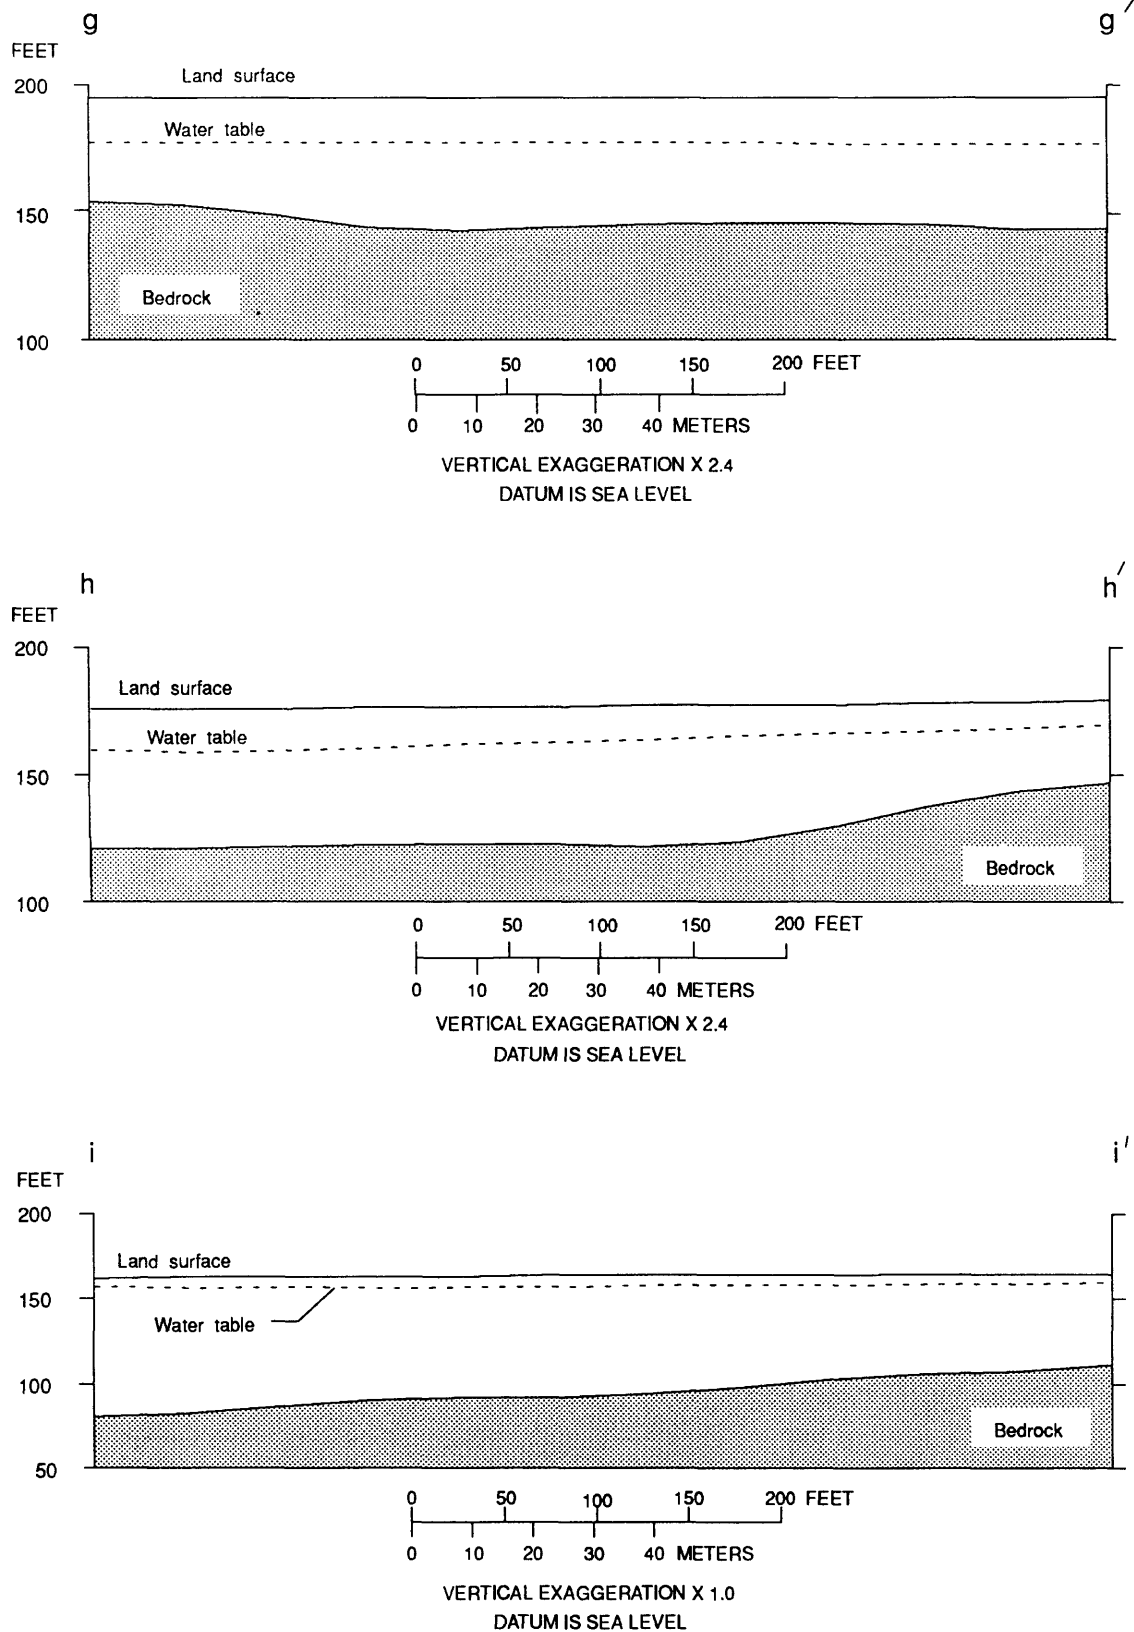 g g′
FEET
200
Land surface
Water table
150
Bedrock
100
0 50 100 150 200 FEET
0 10 20 30 40 METERS
VERTICAL EXAGGERATION X 2.4
DATUM IS SEA LEVEL
h h′
FEET
200
Land surface
Water table
150
Bedrock
100
0 50 100 150 200 FEET
0 10 20 30 40 METERS
VERTICAL EXAGGERATION X 2.4
DATUM IS SEA LEVEL
i i′
FEET
200
Land surface
150
Water table
100
Bedrock
50
0 50 100 150 200 FEET
0 10 20 30 40 METERS
VERTICAL EXAGGERATION X 1.0
DATUM IS SEA LEVEL